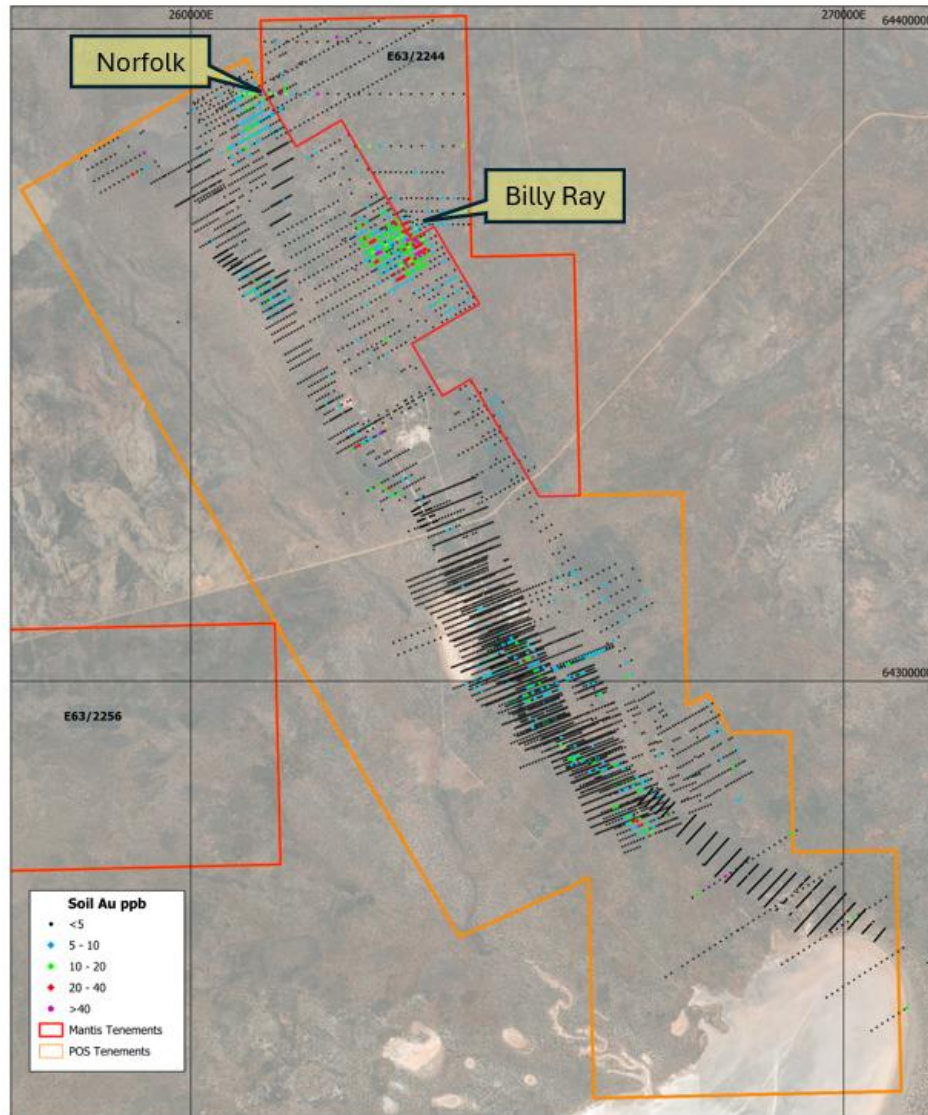 260000E
270000E
6440000
E63/2244
Norfolk
Billy Ray
6430000
E63/2256
Soil Au ppb
<5
5 - 10
10 - 20
20 - 40
>40
Mantis Tenements
POS Tenements